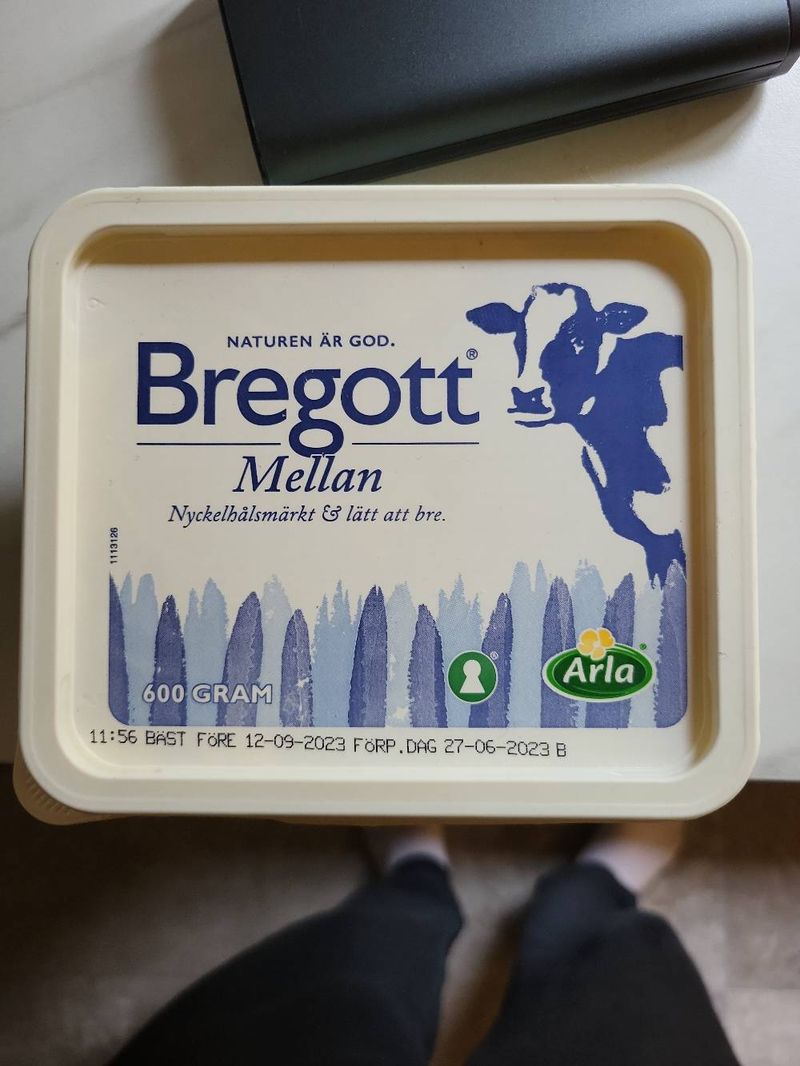 NATUREN ÄR GOD.
Bregott®
Mellan
Nyckelhålsmärkt & lätt att bre.
1113126
600 GRAM
®
Arla®
11:56 BÄST FÖRE 12-09-2023 FÖRP.DAG 27-06-2023 B